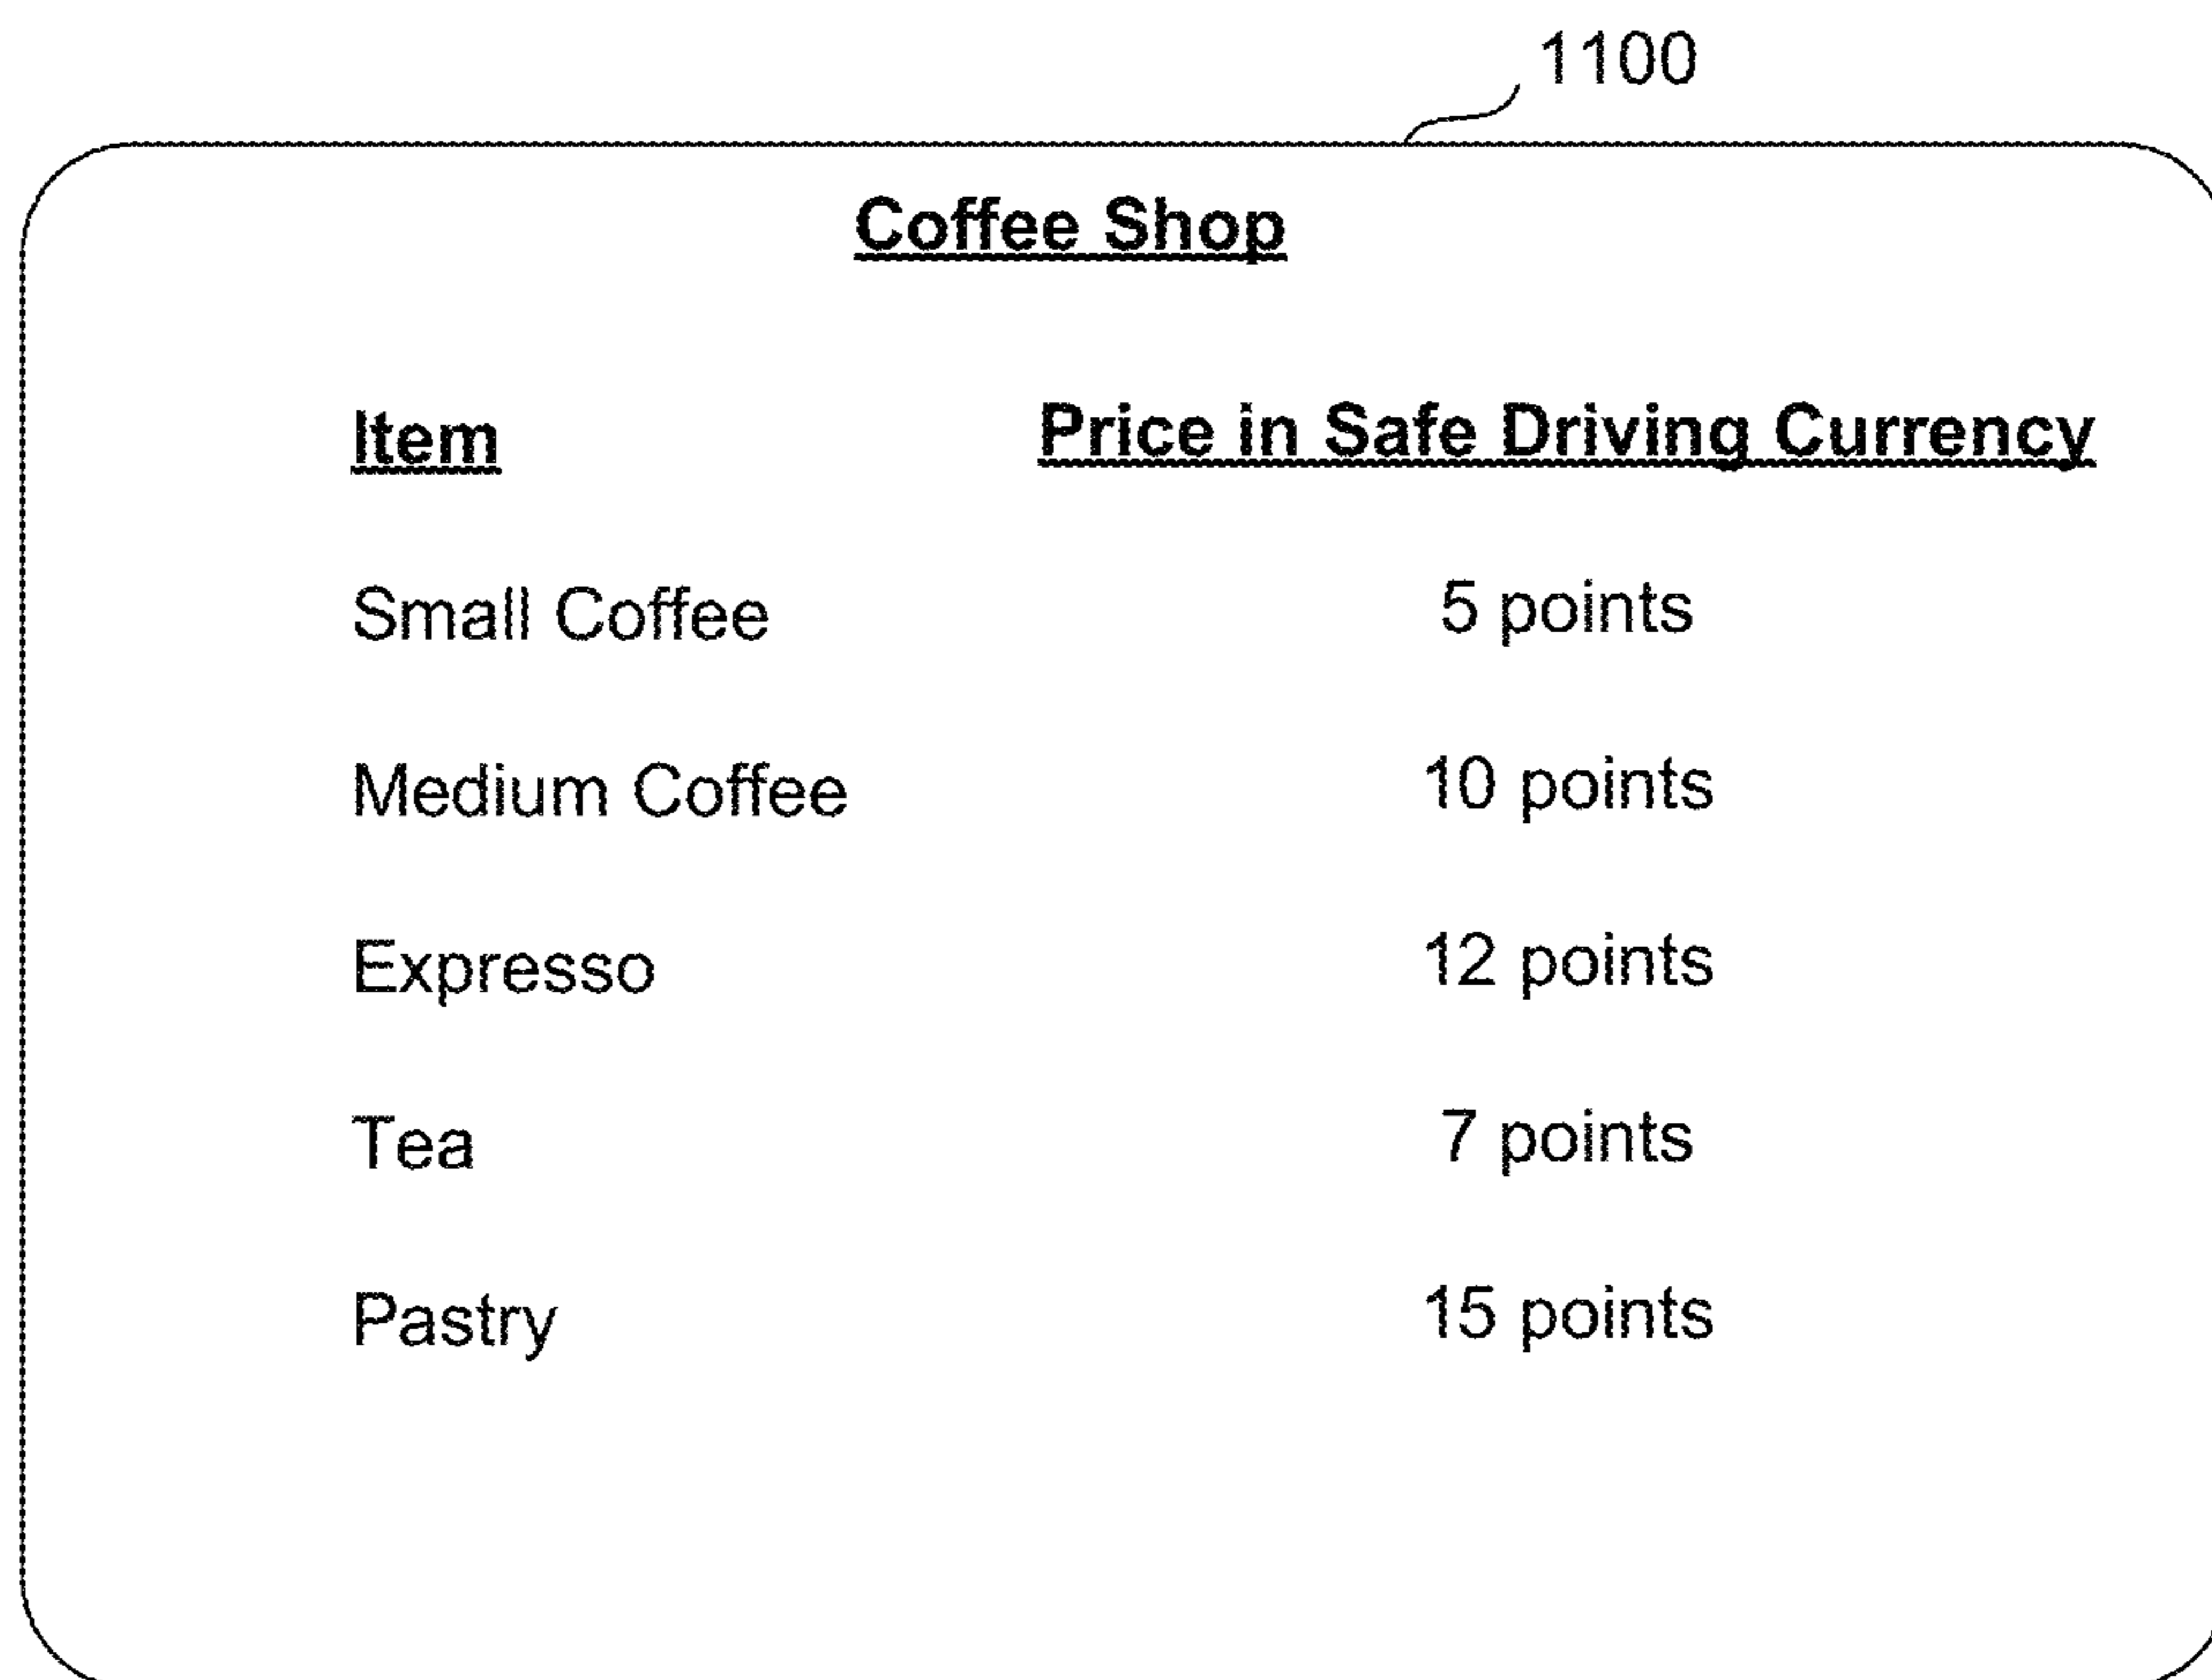 1100
Coffee Shop
Item Price in Safe Driving Currency
Small Coffee 5 points
Medium Coffee 10 points
Expresso 12 points
Tea 7 points
Pastry 15 points